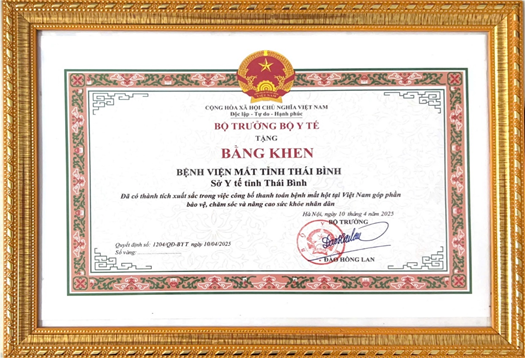 CỘNG HÒA XÃ HỘI CHỦ NGHĨA VIỆT NAM
Độc lập - Tự do - Hạnh phúc
BỘ TRƯỞNG BỘ Y TẾ
TẶNG
BẰNG KHEN
BỆNH VIỆN MẮT TỈNH THÁI BÌNH
Sở Y tế tỉnh Thái Bình
Đã có thành tích xuất sắc trong việc công bố thanh toán bệnh mắt hột tại Việt Nam góp phần
bảo vệ, chăm sóc và nâng cao sức khỏe nhân dân
Hà Nội, ngày 10 tháng 4 năm 2025
BỘ TRƯỞNG
Quyết định số: 1204/QĐ-BYT ngày 10/04/2025
Số vàng:
ĐÀO HỒNG LAN